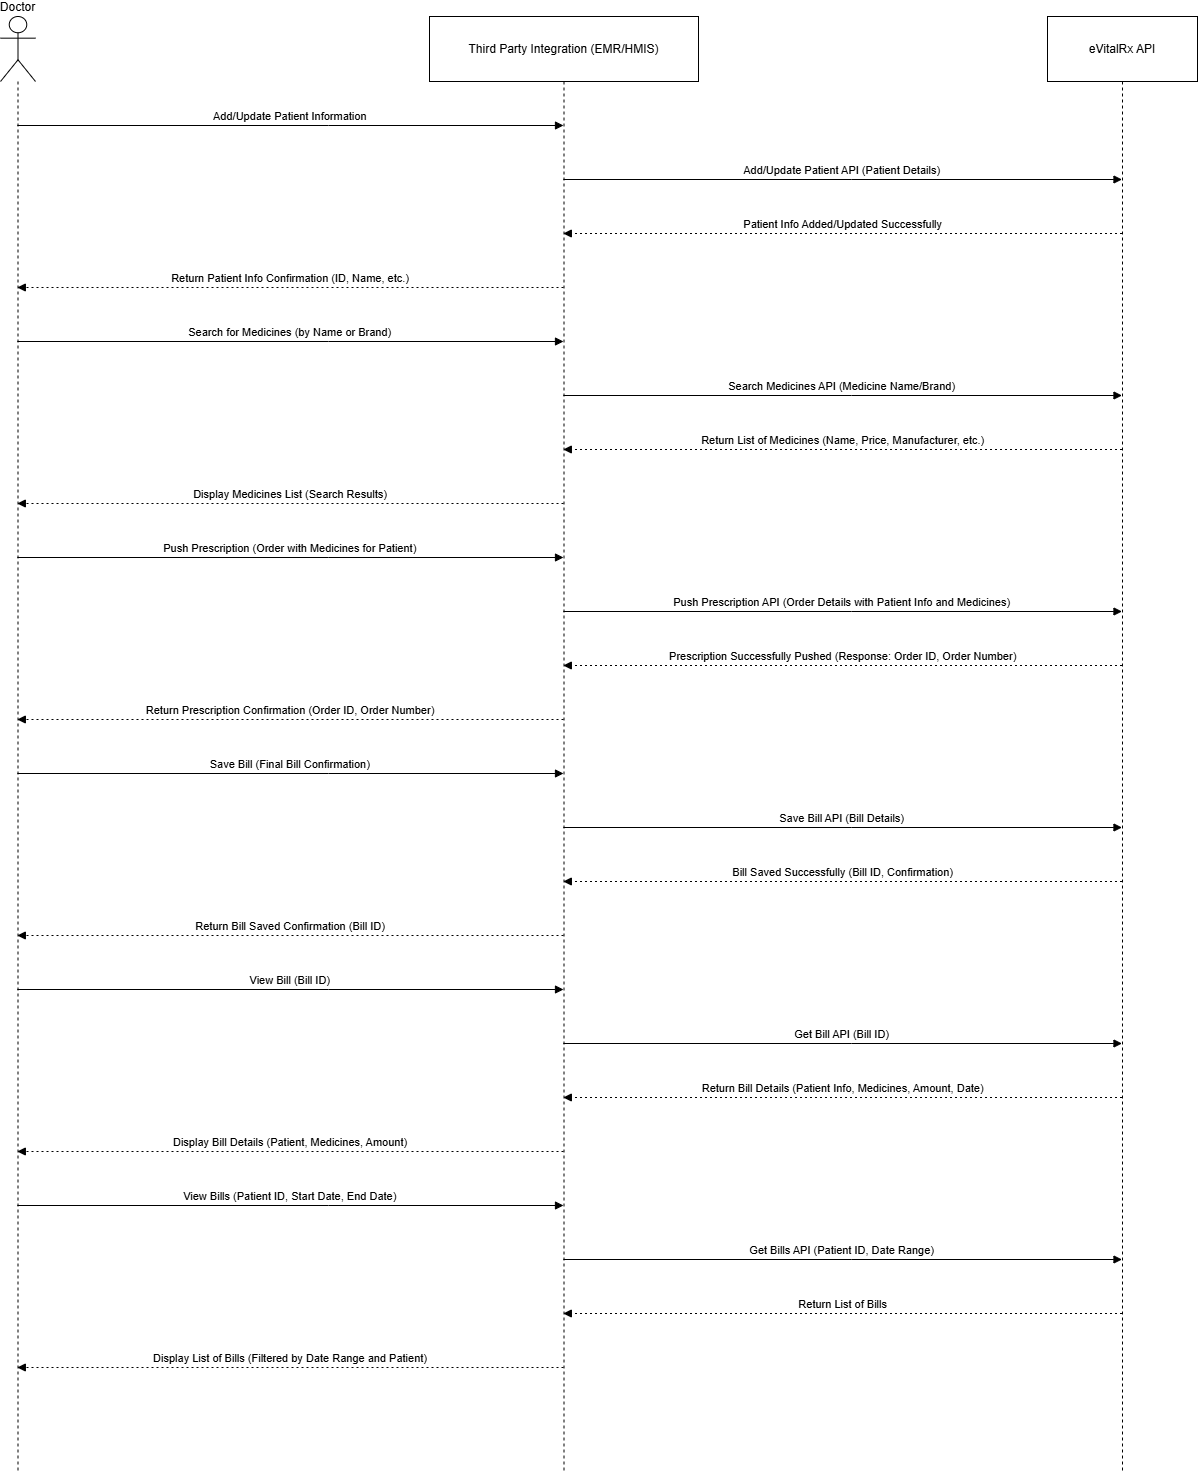 Doctor
Third Party Integration (EMR/HMIS)
eVitalRx API
Add/Update Patient Information
Add/Update Patient API (Patient Details)
Patient Info Added/Updated Successfully
Return Patient Info Confirmation (ID, Name, etc.)
Search for Medicines (by Name or Brand)
Search Medicines API (Medicine Name/Brand)
Return List of Medicines (Name, Price, Manufacturer, etc.)
Display Medicines List (Search Results)
Push Prescription (Order with Medicines for Patient)
Push Prescription API (Order Details with Patient Info and Medicines)
Prescription Successfully Pushed (Response: Order ID, Order Number)
Return Prescription Confirmation (Order ID, Order Number)
Save Bill (Final Bill Confirmation)
Save Bill API (Bill Details)
Bill Saved Successfully (Bill ID, Confirmation)
Return Bill Saved Confirmation (Bill ID)
View Bill (Bill ID)
Get Bill API (Bill ID)
Return Bill Details (Patient Info, Medicines, Amount, Date)
Display Bill Details (Patient, Medicines, Amount)
View Bills (Patient ID, Start Date, End Date)
Get Bills API (Patient ID, Date Range)
Return List of Bills
Display List of Bills (Filtered by Date Range and Patient)